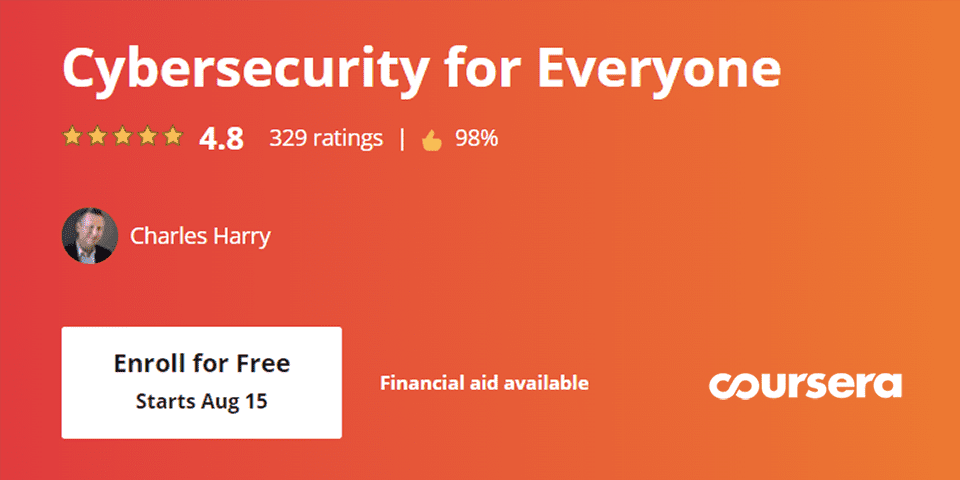 Cybersecurity for Everyone
4.8 329 ratings | 98%
Charles Harry
Enroll for Free
Starts Aug 15
Financial aid available
coursera